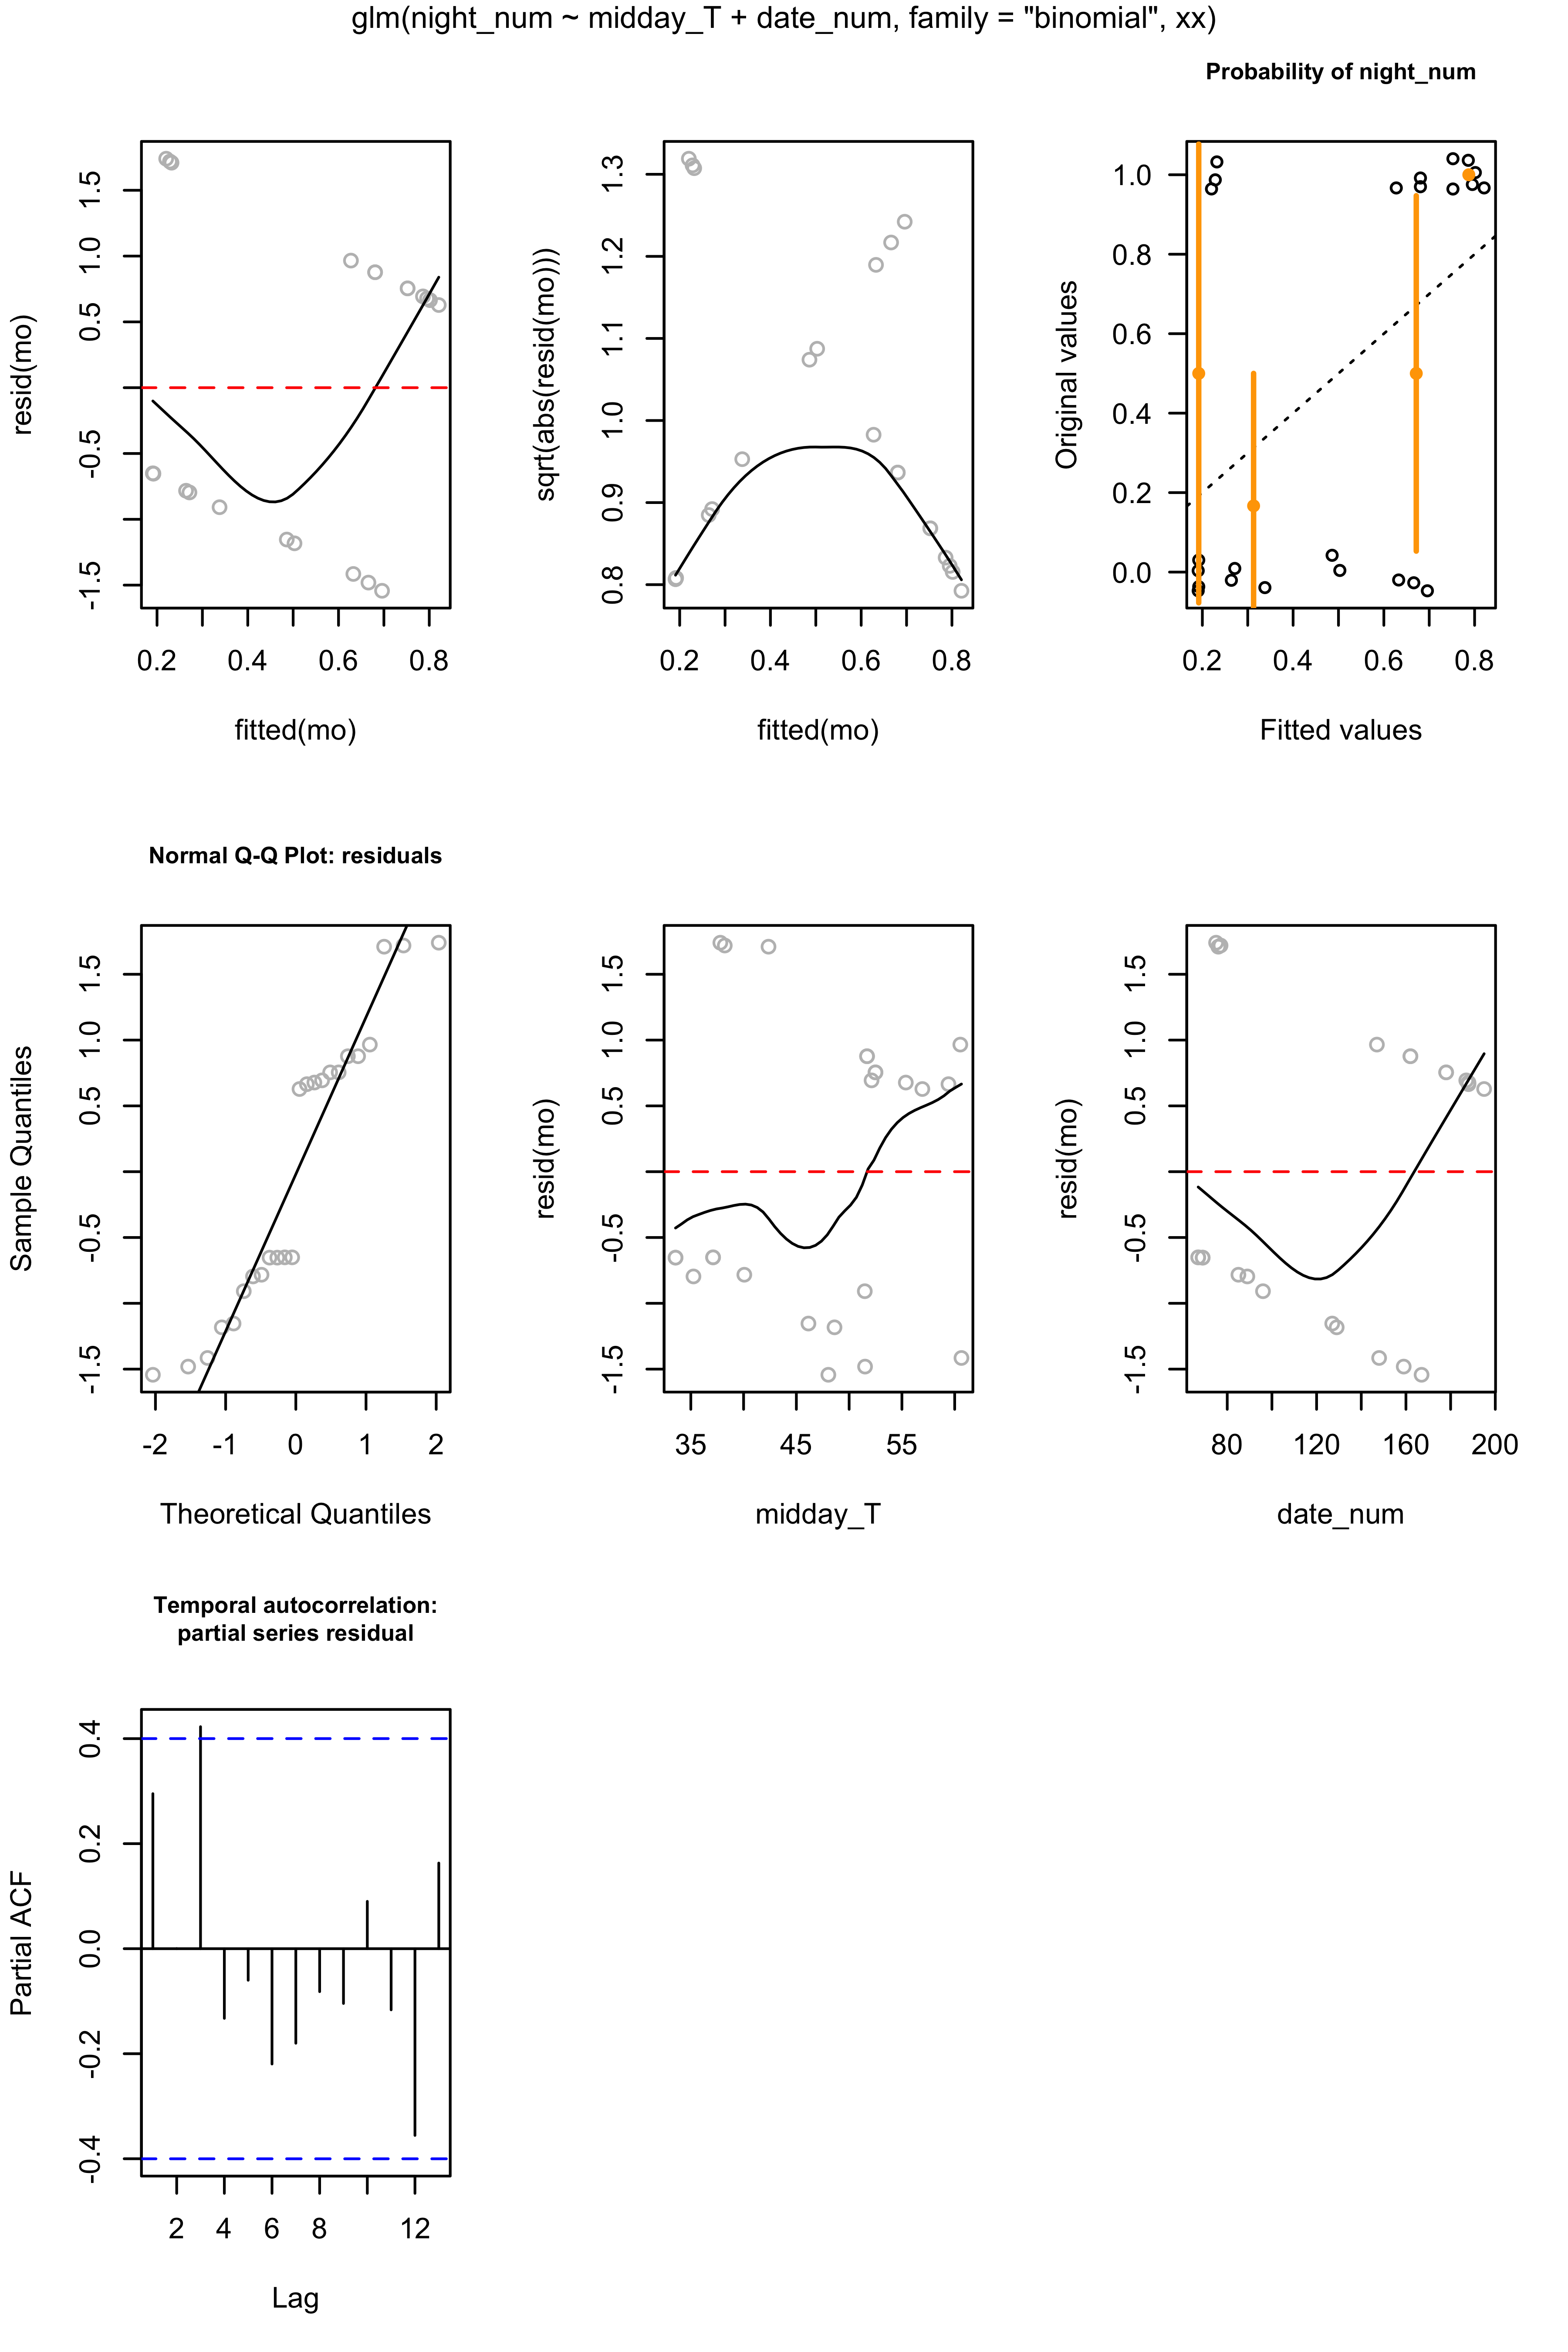 glm(night_num ~ midday_T + date_num, family = "binomial", xx)
resid(mo)
-1.5 -0.5 0.5 1.0 1.5
0.2 0.4 0.6 0.8
fitted(mo)
sqrt(abs(resid(mo)))
0.8 0.9 1.0 1.1 1.2 1.3
0.2 0.4 0.6 0.8
fitted(mo)
Probability of night_num
Original values
1.0
0.8
0.6
0.4
0.2
0.0
0.2 0.4 0.6 0.8
Fitted values
Normal Q-Q Plot: residuals
Sample Quantiles
-1.5 -0.5 0.5 1.0 1.5
-2 -1 0 1 2
Theoretical Quantiles
resid(mo)
-1.5 -0.5 0.5 1.0 1.5
35 45 55
midday_T
resid(mo)
-1.5 -0.5 0.5 1.0 1.5
80 120 160 200
date_num
Temporal autocorrelation:
partial series residual
Partial ACF
-0.4 -0.2 0.0 0.2 0.4
2 4 6 8 12
Lag